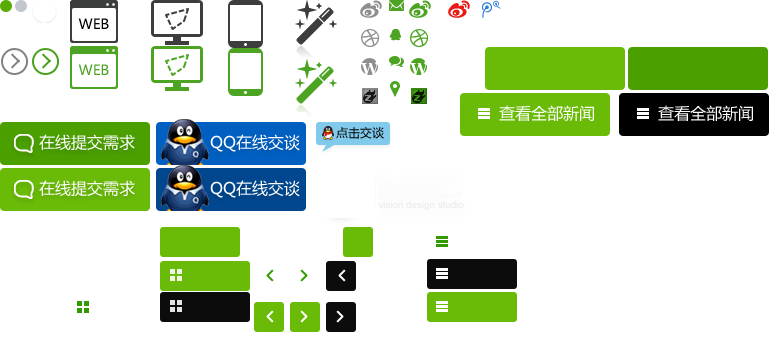 WEB
WEB
查看全部新闻
查看全部新闻
在线提交需求
QQ在线交谈
点击交谈
在线提交需求
QQ在线交谈
vision design studio